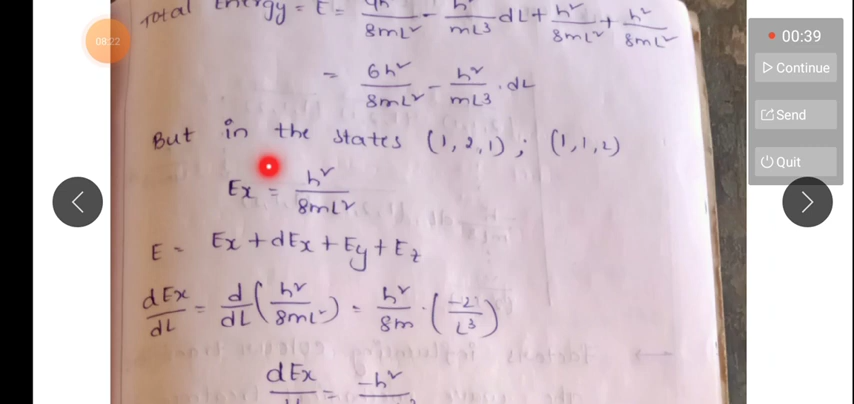 Total Energy = E = 4h²/8mL² - h²/mL³ dL + h²/8mL² + h²/8mL²
08:22
00:39
Continue
= 6h²/8mL² - h²/mL³ . dL
Send
But in the states (1, 2, 1) ; (1, 1, 2)
Quit
Ex = h²/8mL²
E = Ex + dEx + Ey + Ez
dEx/dL = d/dL (h²/8mL²) = h²/8m . (-2/L³)
dEx = -h²